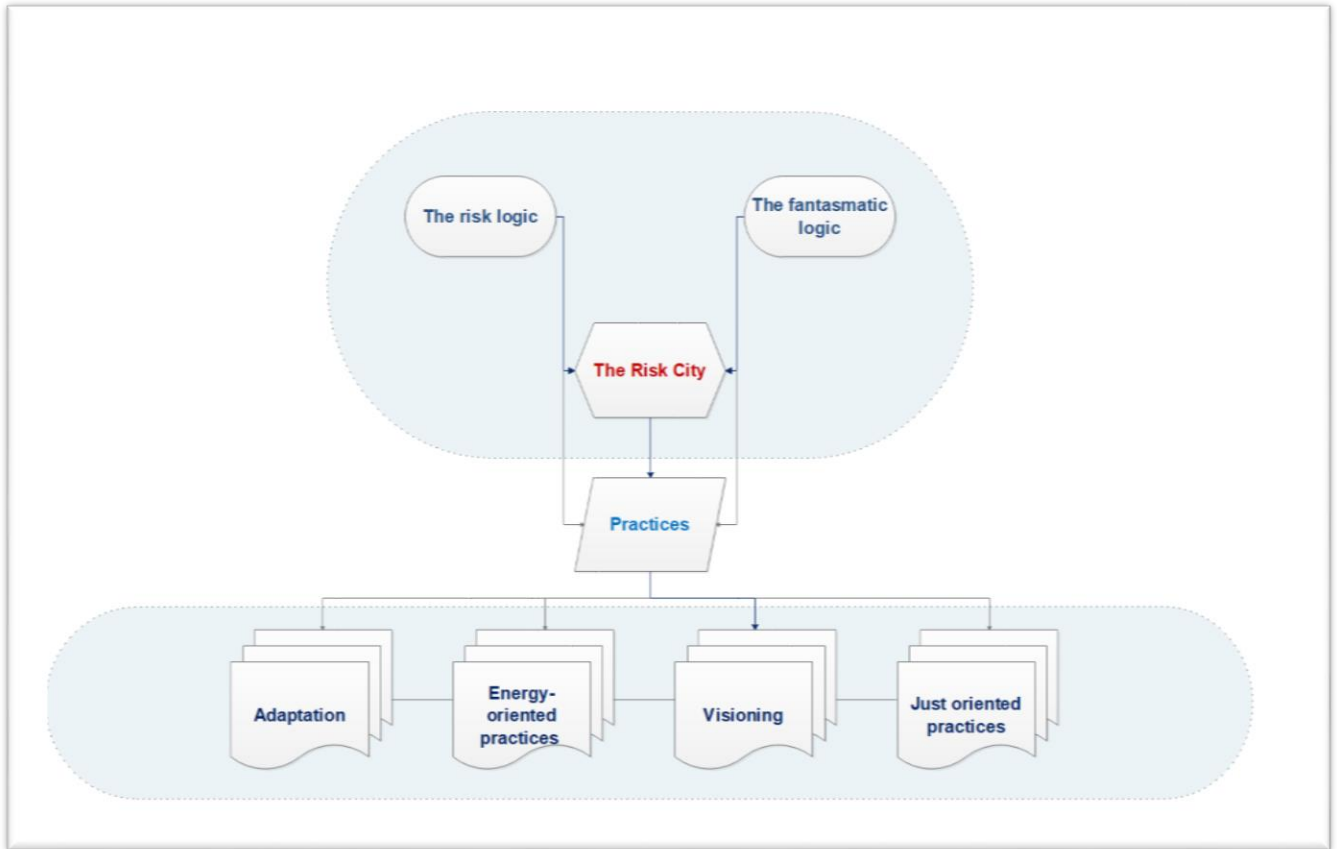 The risk logic
The fantasmatic
logic
The Risk City
Practices
Adaptation
Energy-
oriented
practices
Visioning
Just oriented
practices